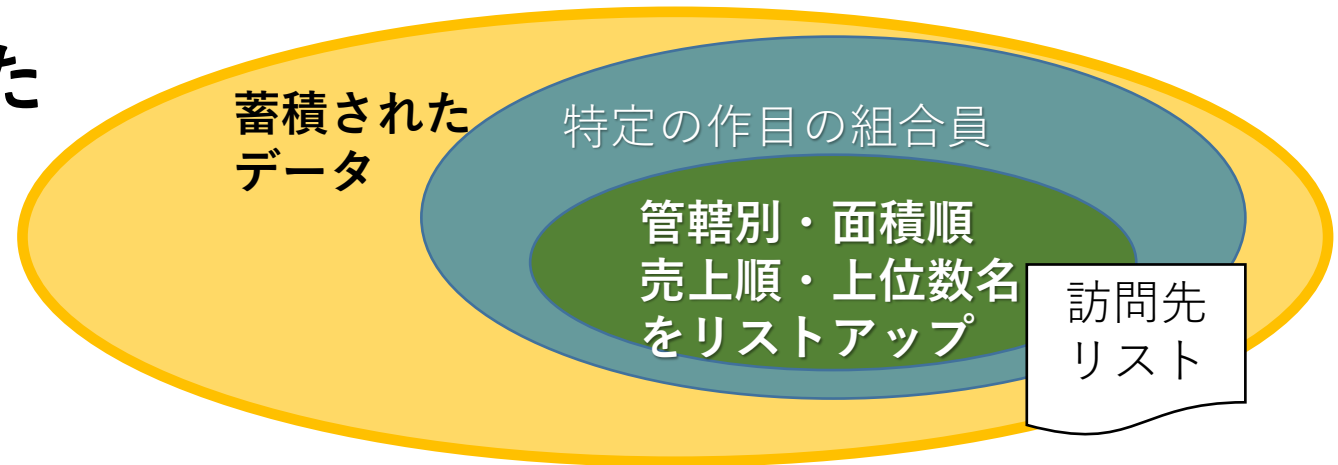 た
蓄積された
データ
特定の作目の組合員
管轄別・面積順
売上順・上位数名
をリストアップ
訪問先
リスト